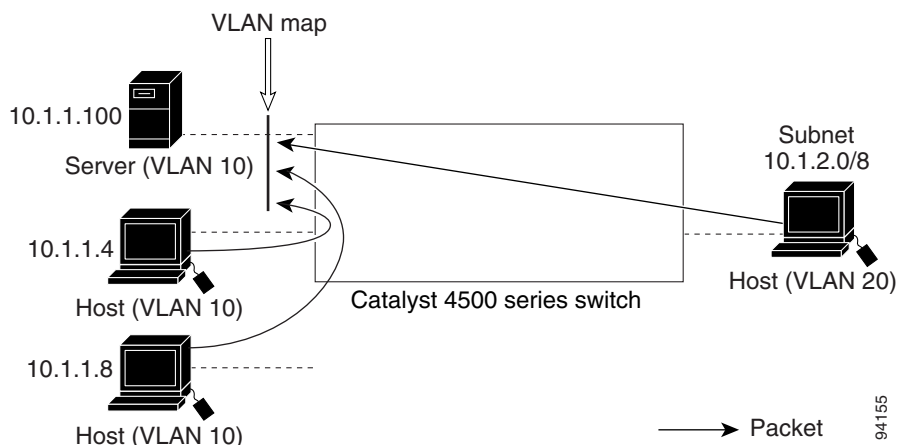 VLAN map
10.1.1.100
Server (VLAN 10)
Subnet
10.1.2.0/8
10.1.1.4
Host (VLAN 10)
Host (VLAN 20)
Catalyst 4500 series switch
10.1.1.8
Host (VLAN 10)
Packet
94155